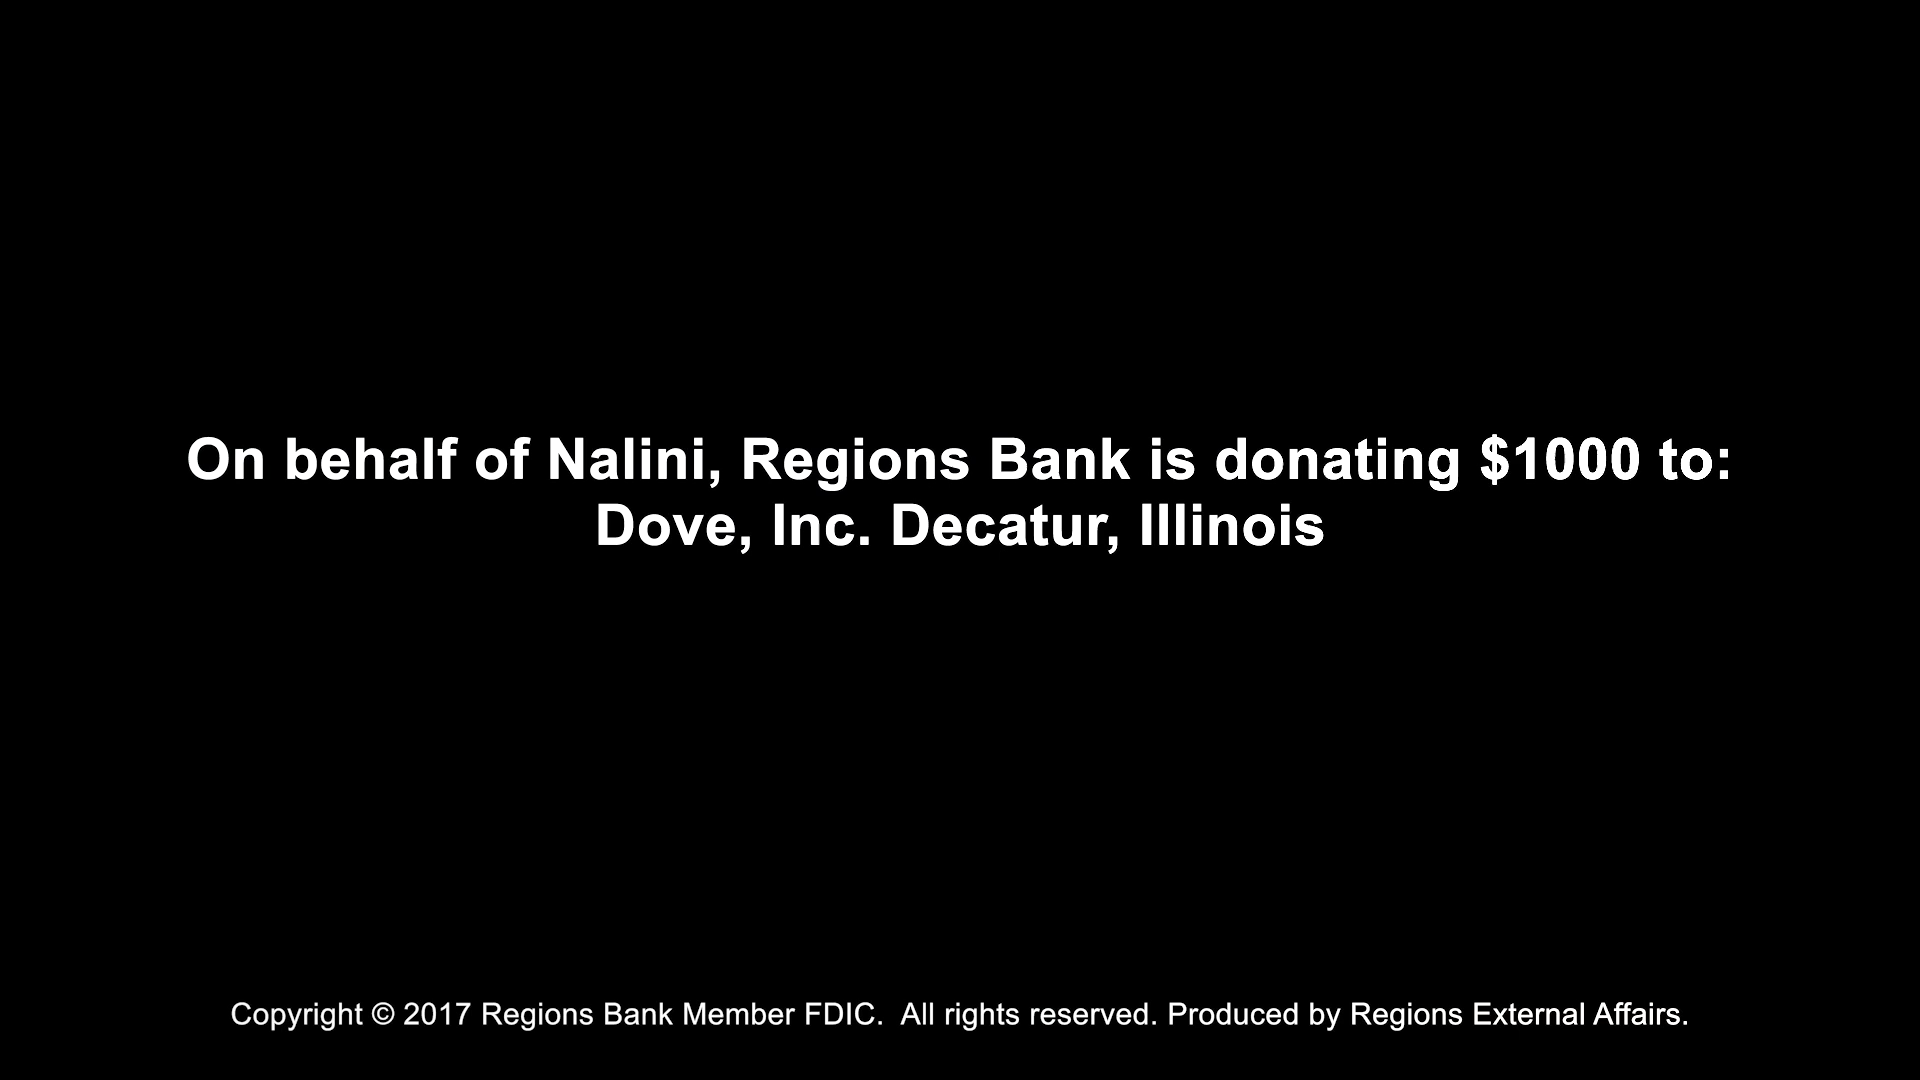 On behalf of Nalini, Regions Bank is donating $1000 to:
Dove, Inc. Decatur, Illinois
Copyright © 2017 Regions Bank Member FDIC.  All rights reserved. Produced by Regions External Affairs.